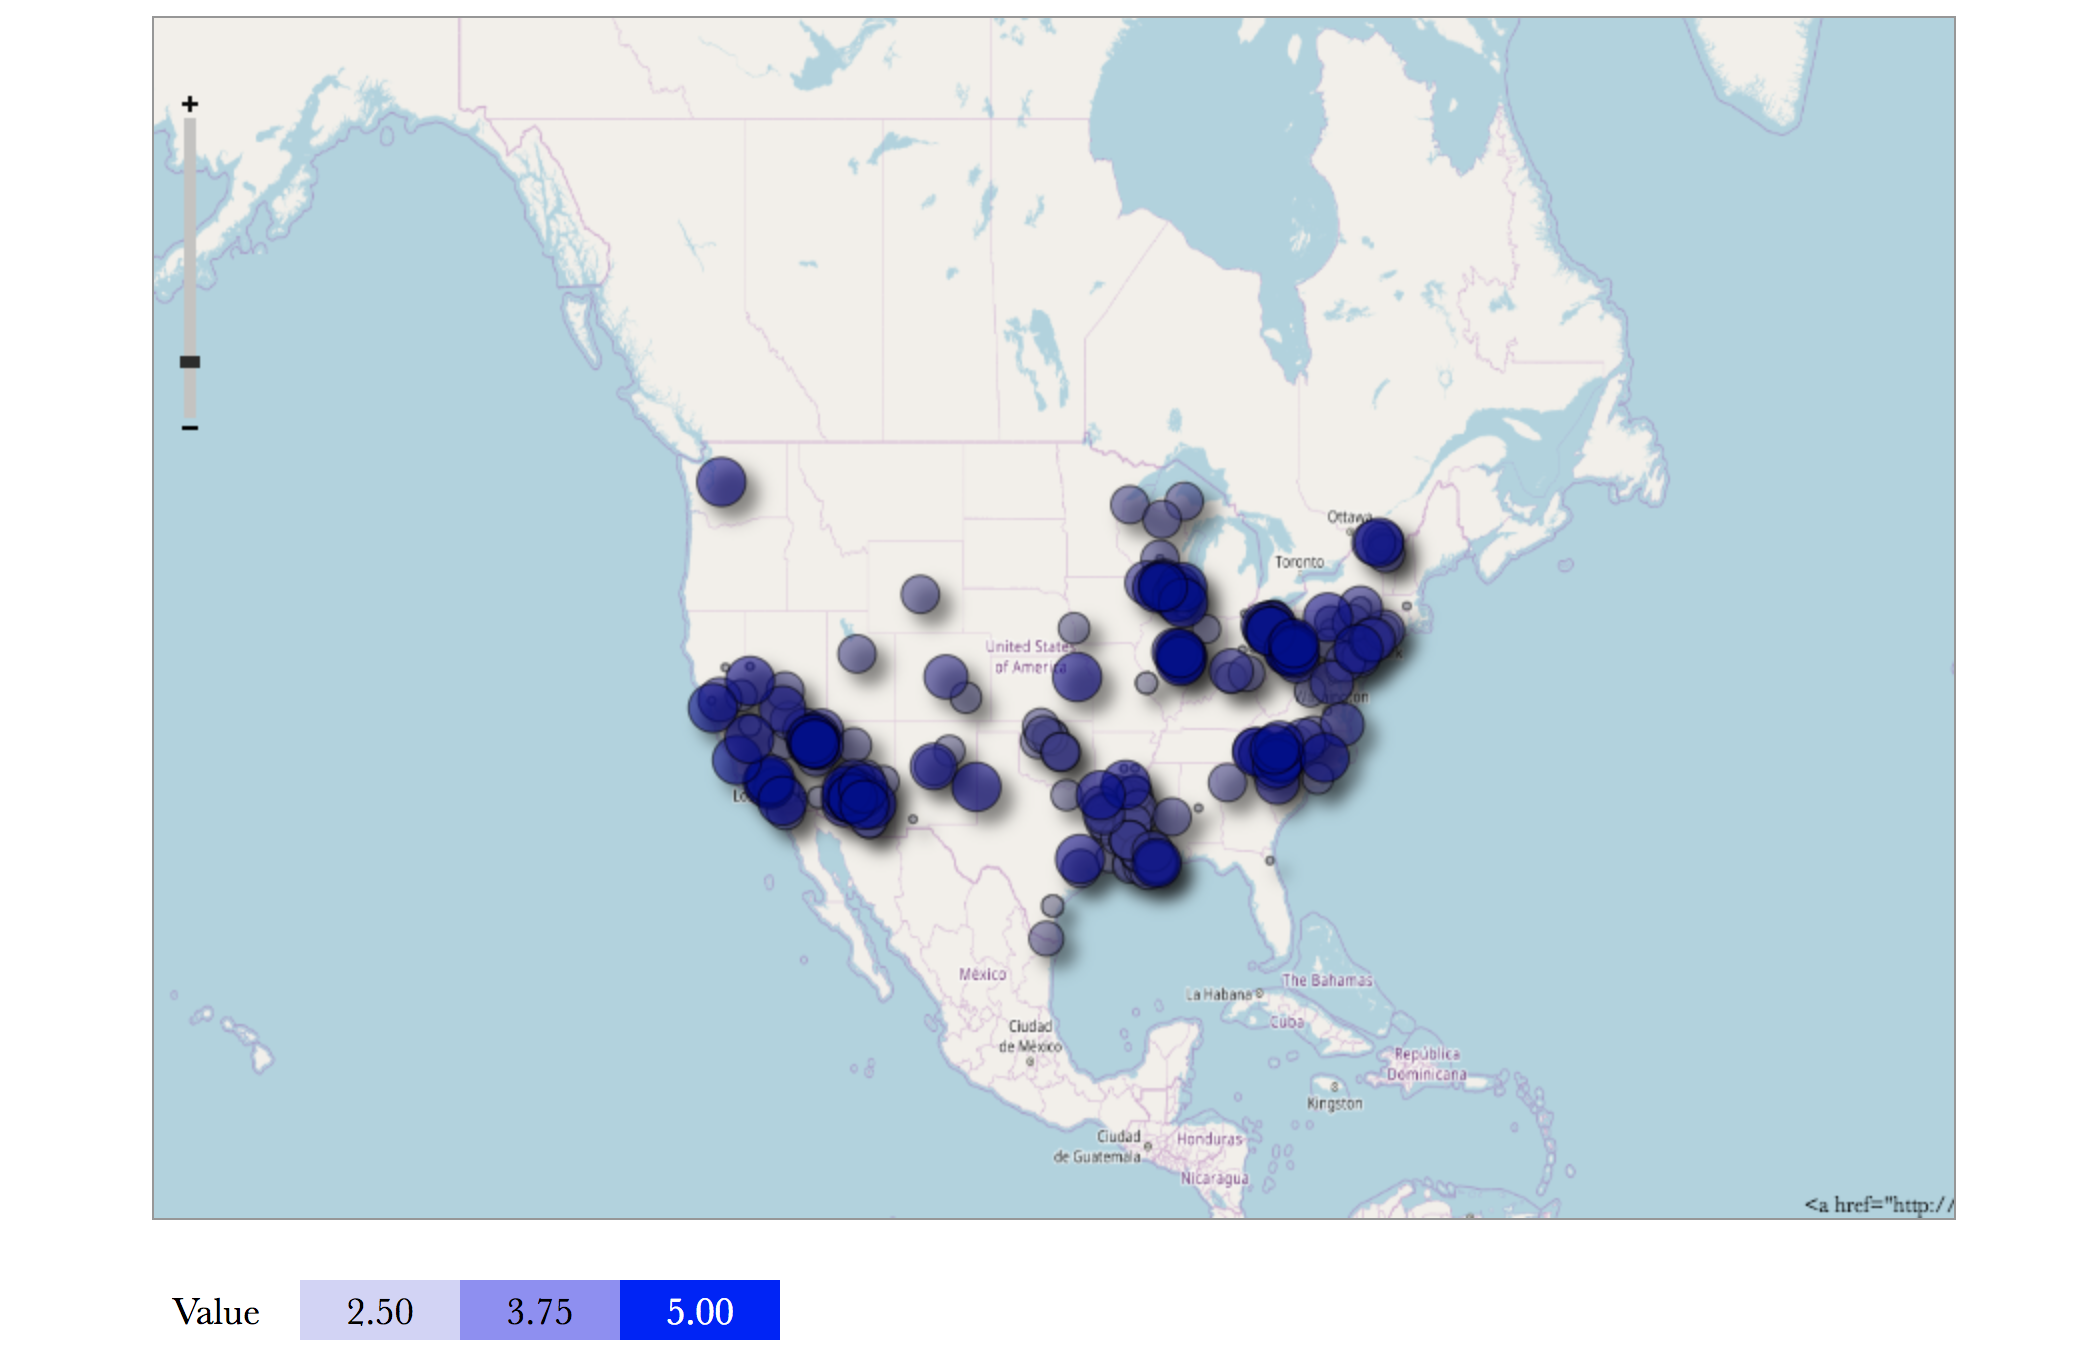 +
−
Ottawa
Toronto
United States
of America
México
Ciudad
de México
La Habana
The Bahamas
Cuba
República
Dominicana
Kingston
Ciudad
de Guatemala
Honduras
Nicaragua
<a href="http://
Value 2.50 3.75 5.00